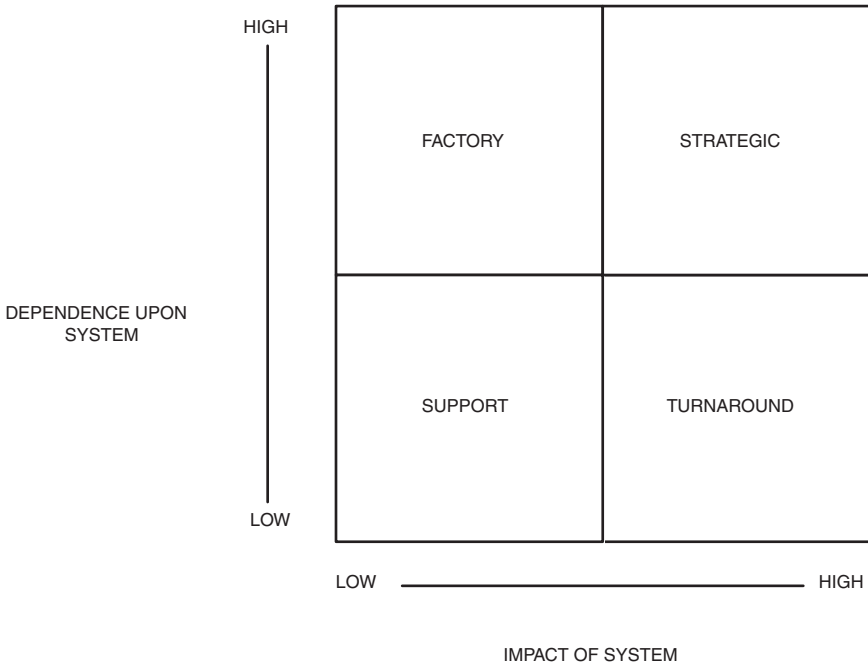 HIGH
FACTORY
STRATEGIC
DEPENDENCE UPON
SYSTEM
SUPPORT
TURNAROUND
LOW
LOW
HIGH
IMPACT OF SYSTEM